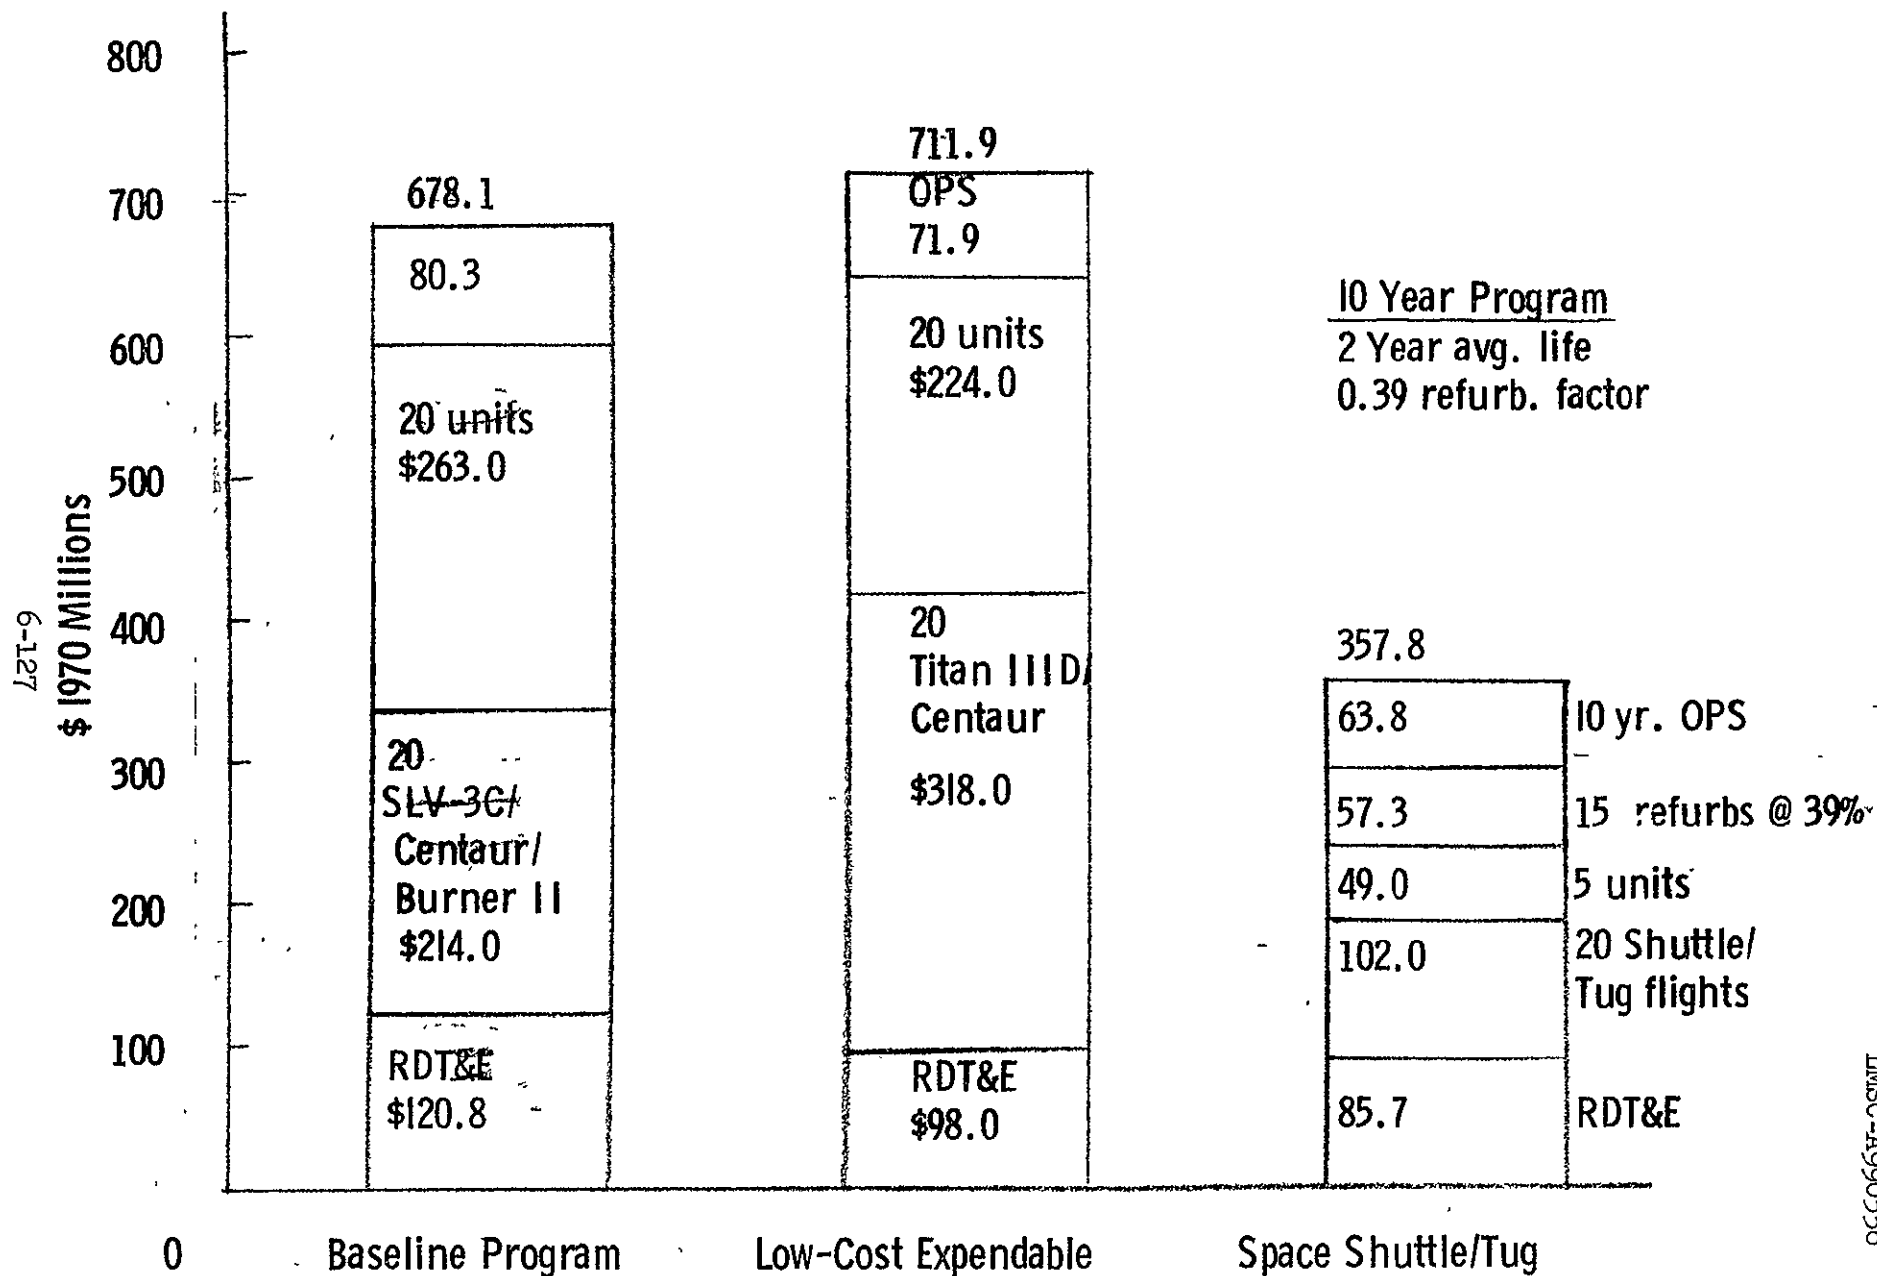 800
700
600
500
400
300
200
100
0
$ 1970 Millions
6-127
678.1
80.3
20 units
$263.0
20
SLV-3C/
Centaur/
Burner II
$214.0
RDT&E
$120.8
Baseline Program
711.9
OPS
71.9
20 units
$224.0
20
Titan IIID/
Centaur
$318.0
RDT&E
$98.0
Low-Cost Expendable
10 Year Program
2 Year avg. life
0.39 refurb. factor
357.8
63.8 10 yr. OPS
57.3 15 refurbs @ 39%
49.0 5 units
102.0 20 Shuttle/
Tug flights
85.7 RDT&E
Space Shuttle/Tug